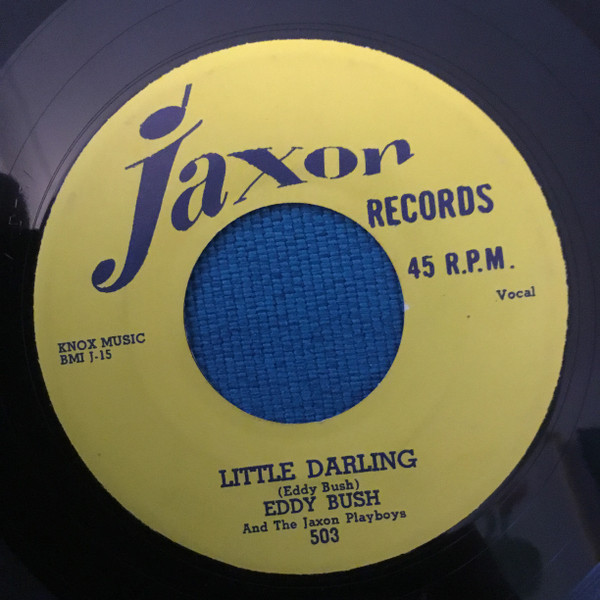 Jaxon
RECORDS
45 R.P.M.
Vocal
KNOX MUSIC
BMI J-15
LITTLE DARLING
(Eddy Bush)
EDDY BUSH
And The Jaxon Playboys
503